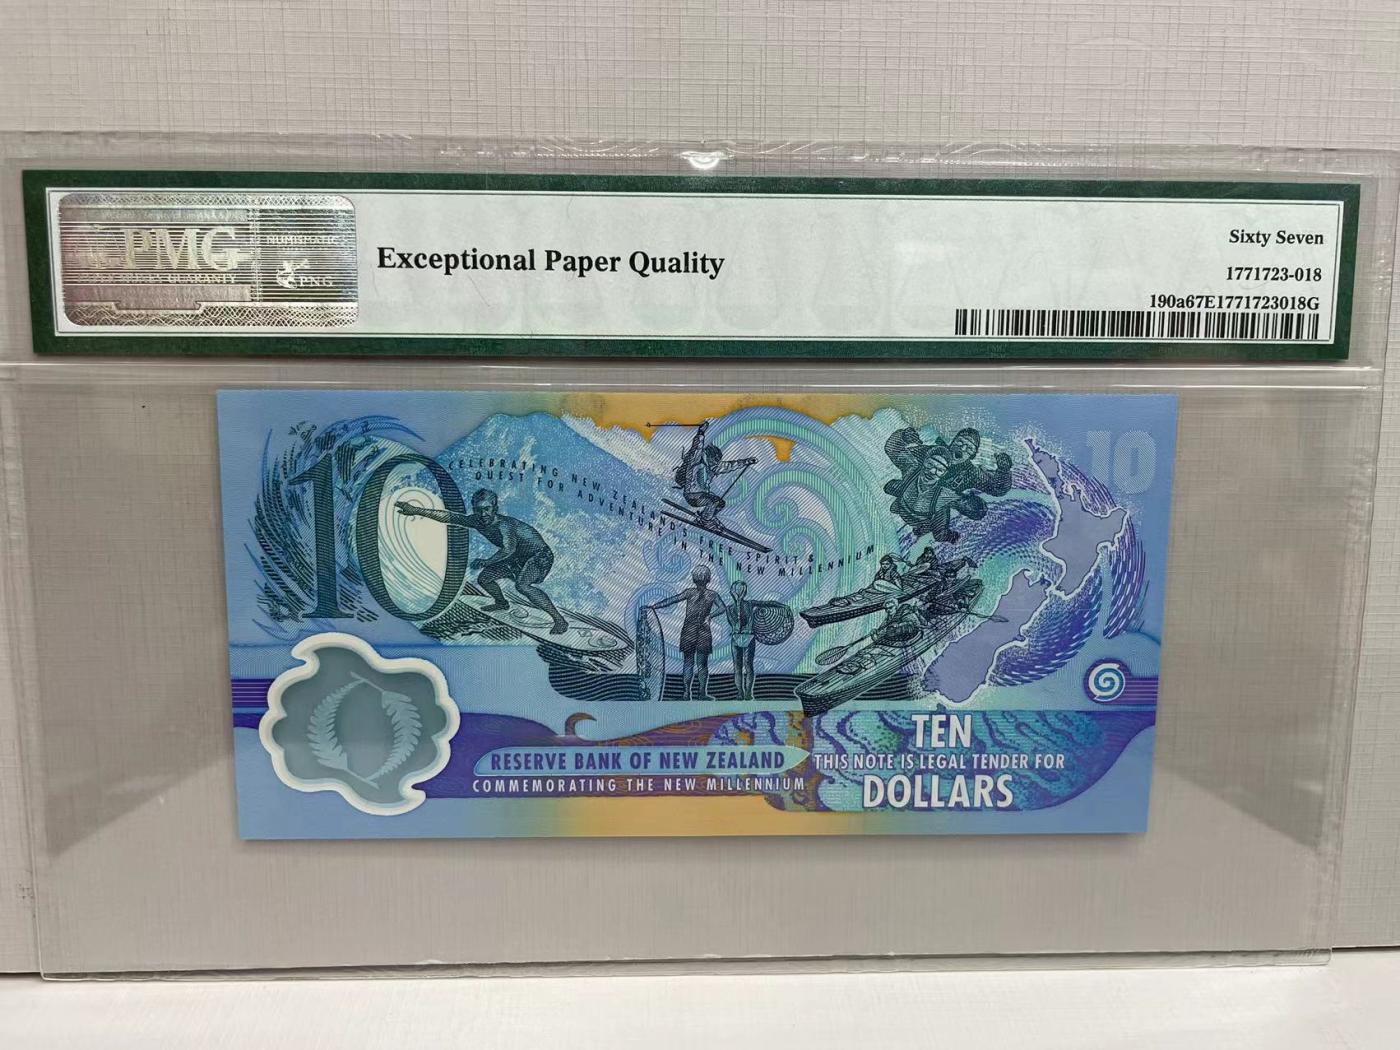 PMG
NUMISMATIC
PNG
Exceptional Paper Quality
Sixty Seven
1771723-018
190a67E1771723018G
10
10
CELEBRATING NEW ZEALAND'S FREE SPIRIT &
QUEST FOR ADVENTURE IN THE NEW MILLENNIUM
RESERVE BANK OF NEW ZEALAND
COMMEMORATING THE NEW MILLENNIUM
TEN
THIS NOTE IS LEGAL TENDER FOR
DOLLARS